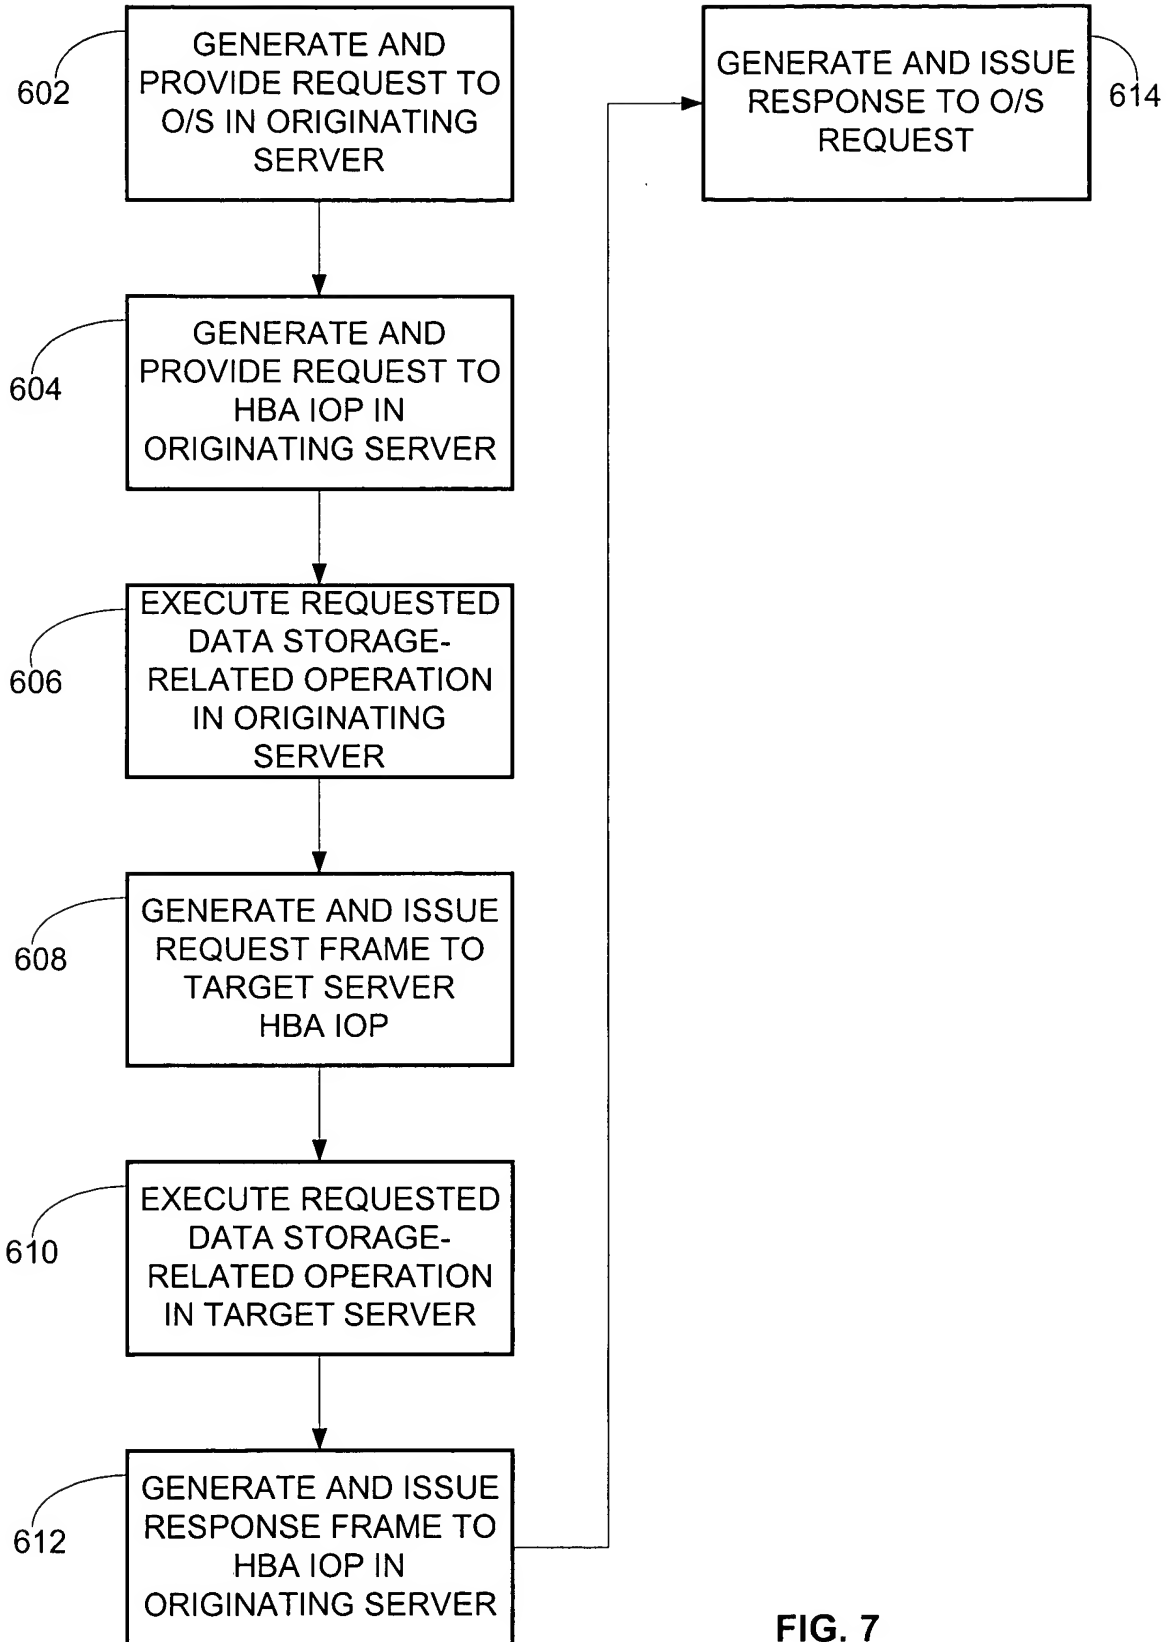 602
GENERATE AND
PROVIDE REQUEST TO
O/S IN ORIGINATING
SERVER
604
GENERATE AND
PROVIDE REQUEST TO
HBA IOP IN
ORIGINATING SERVER
606
EXECUTE REQUESTED
DATA STORAGE-
RELATED OPERATION
IN ORIGINATING
SERVER
608
GENERATE AND ISSUE
REQUEST FRAME TO
TARGET SERVER
HBA IOP
610
EXECUTE REQUESTED
DATA STORAGE-
RELATED OPERATION
IN TARGET SERVER
612
GENERATE AND ISSUE
RESPONSE FRAME TO
HBA IOP IN
ORIGINATING SERVER
GENERATE AND ISSUE
RESPONSE TO O/S
REQUEST
614
FIG. 7